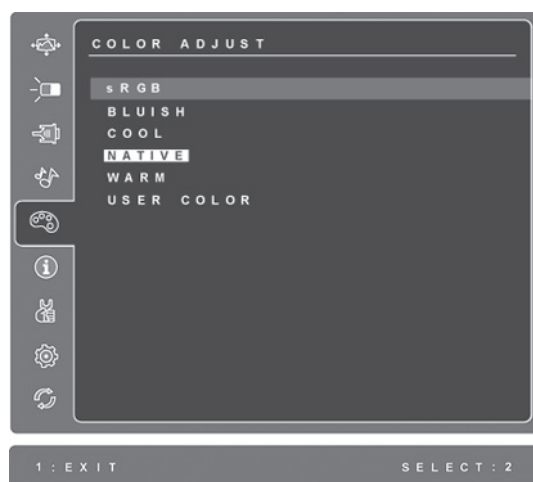 COLOR ADJUST
sRGB
BLUISH
COOL
NATIVE
WARM
USER COLOR
1:EXIT SELECT:2